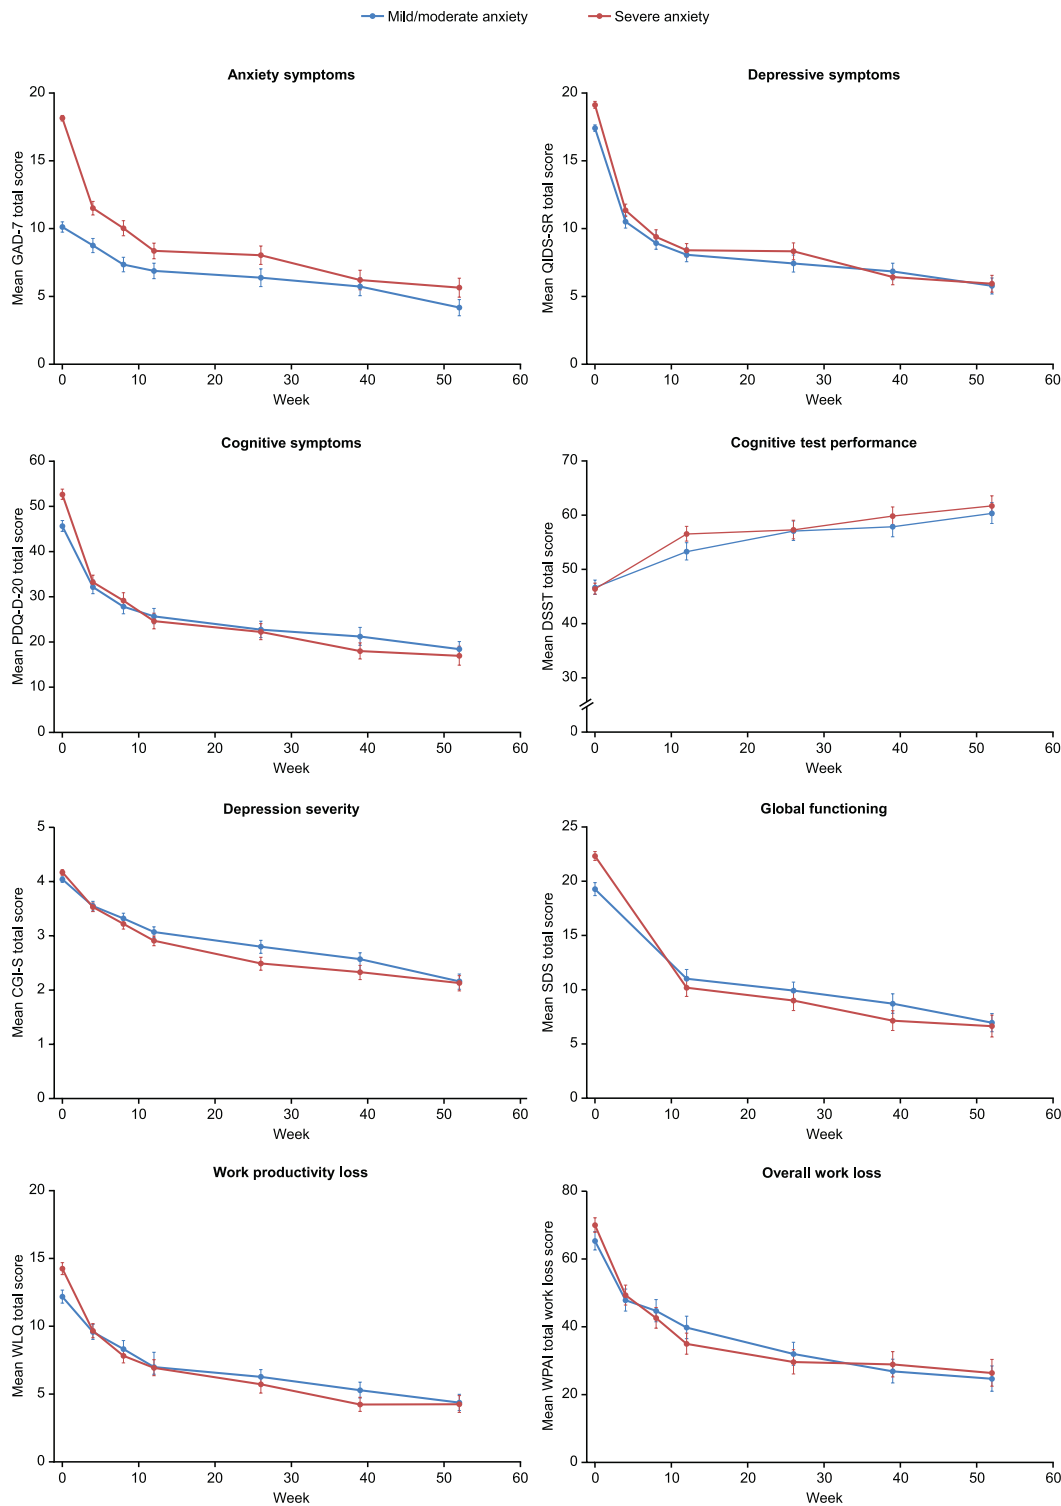 Mild/moderate anxiety
Severe anxiety
Anxiety symptoms
Mean GAD-7 total score
20
15
10
5
0
0 10 20 30 40 50 60
Week
Depressive symptoms
Mean QIDS-SR total score
20
15
10
5
0
0 10 20 30 40 50 60
Week
Cognitive symptoms
Mean PDQ-D-20 total score
60
50
40
30
20
10
0
0 10 20 30 40 50 60
Week
Cognitive test performance
Mean DSST total score
70
60
50
40
30
0
0 10 20 30 40 50 60
Week
Depression severity
Mean CGI-S total score
5
4
3
2
1
0
0 10 20 30 40 50 60
Week
Global functioning
Mean SDS total score
25
20
15
10
5
0
0 10 20 30 40 50 60
Week
Work productivity loss
Mean WLQ total score
20
15
10
5
0
0 10 20 30 40 50 60
Week
Overall work loss
Mean WPAI total work loss score
80
60
40
20
0
0 10 20 30 40 50 60
Week